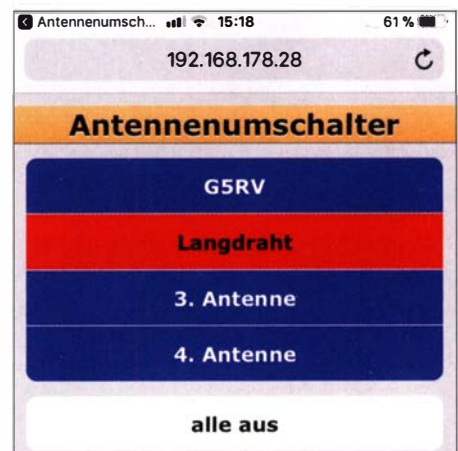 Antennenumsch... 15:18 61 %
192.168.178.28
Antennenumschalter
G5RV
Langdraht
3. Antenne
4. Antenne
alle aus